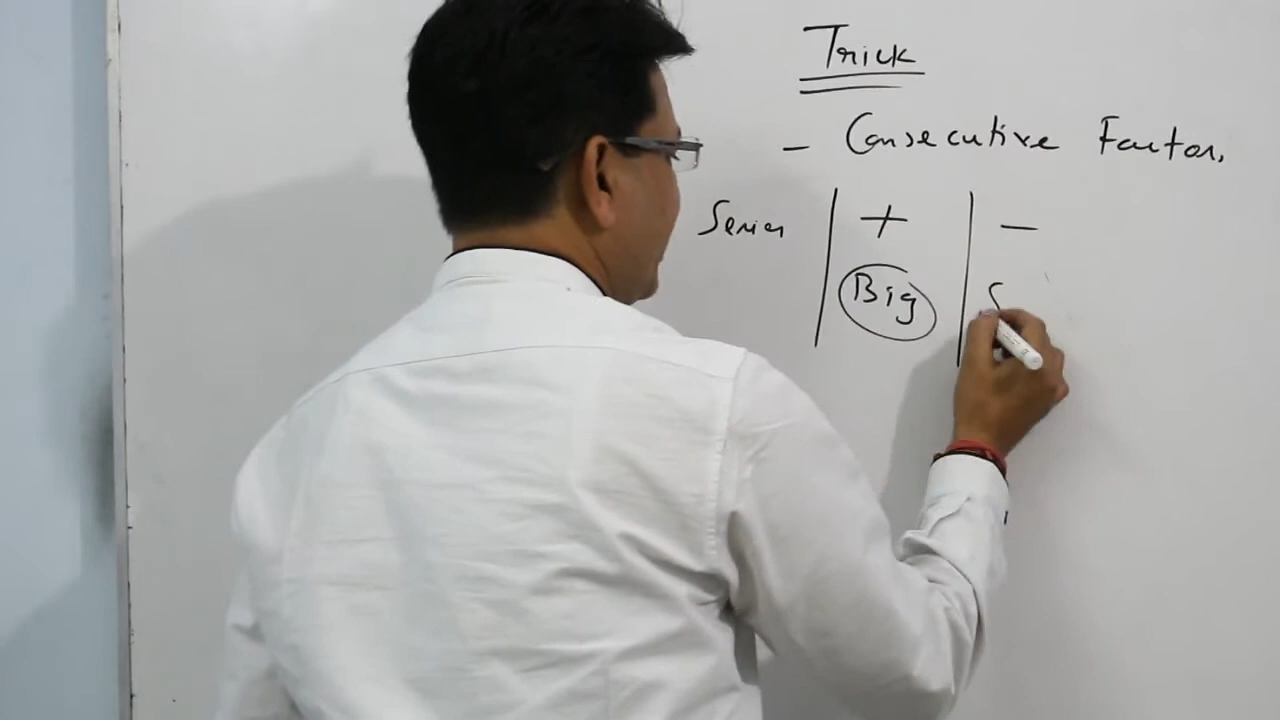 Trick
- Consecutive Factor,
Series + -
Big S